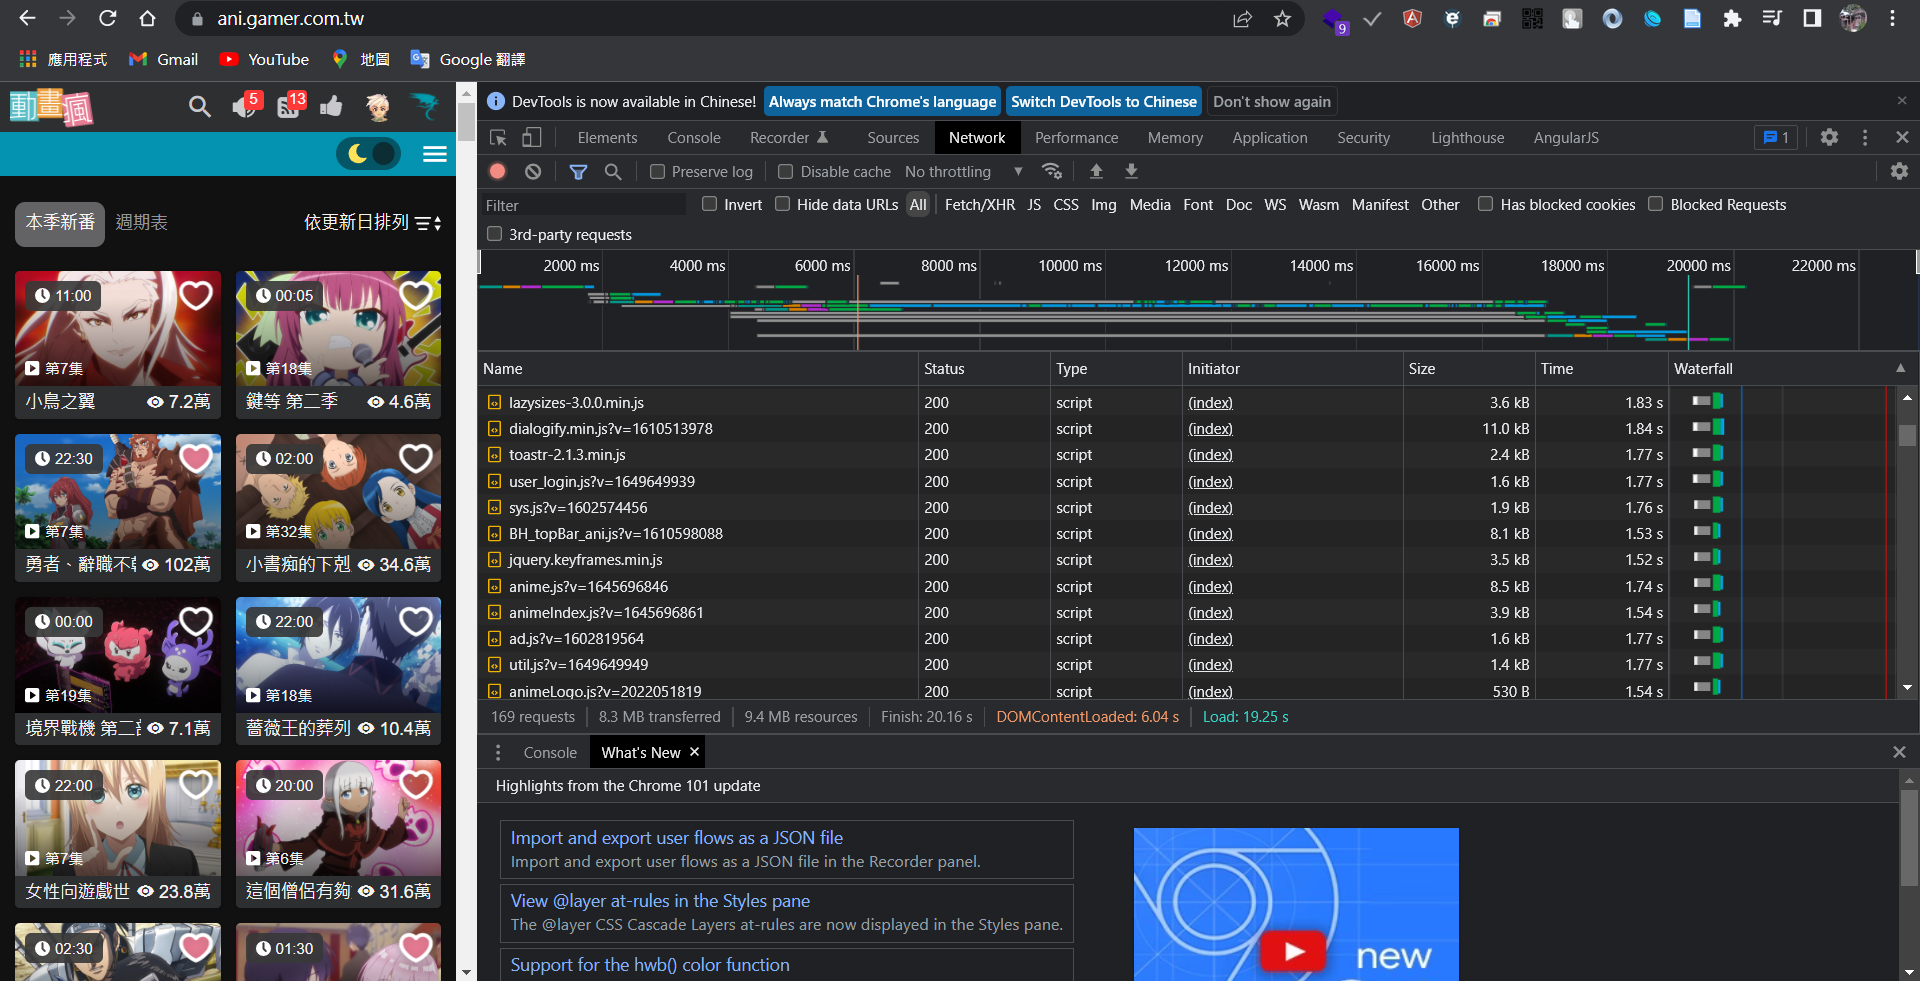 ani.gamer.com.tw
9
應用程式
Gmail
YouTube
地圖
Google 翻譯
動畫瘋
5
13
本季新番
週期表
依更新日排列
11:00
第7集
小鳥之翼
7.2萬
00:05
第18集
鍵等 第二季
4.6萬
22:30
第7集
勇者、辭職不幹
102萬
02:00
第32集
小書痴的下剋
34.6萬
00:00
第19集
境界戰機 第二部
7.1萬
22:00
第18集
薔薇王的葬列
10.4萬
22:00
第7集
女性向遊戲世
23.8萬
20:00
第6集
這個僧侶有夠
31.6萬
02:30
01:30
DevTools is now available in Chinese!
Always match Chrome's language
Switch DevTools to Chinese
Don't show again
Elements
Console
Recorder
Sources
Network
Performance
Memory
Application
Security
Lighthouse
AngularJS
1
Preserve log
Disable cache
No throttling
Filter
Invert
Hide data URLs
All
Fetch/XHR
JS
CSS
Img
Media
Font
Doc
WS
Wasm
Manifest
Other
Has blocked cookies
Blocked Requests
3rd-party requests
2000 ms
4000 ms
6000 ms
8000 ms
10000 ms
12000 ms
14000 ms
16000 ms
18000 ms
20000 ms
22000 ms
Name Status Type Initiator Size Time Waterfall
lazysizes-3.0.0.min.js 200 script (index) 3.6 kB 1.83 s
dialogify.min.js?v=1610513978 200 script (index) 11.0 kB 1.84 s
toastr-2.1.3.min.js 200 script (index) 2.4 kB 1.77 s
user_login.js?v=1649649939 200 script (index) 1.6 kB 1.77 s
sys.js?v=1602574456 200 script (index) 1.9 kB 1.76 s
BH_topBar_ani.js?v=1610598088 200 script (index) 8.1 kB 1.53 s
jquery.keyframes.min.js 200 script (index) 3.5 kB 1.52 s
anime.js?v=1645696846 200 script (index) 8.5 kB 1.74 s
animeIndex.js?v=1645696861 200 script (index) 3.9 kB 1.54 s
ad.js?v=1602819564 200 script (index) 1.6 kB 1.77 s
util.js?v=1649649949 200 script (index) 1.4 kB 1.77 s
animeLogo.js?v=2022051819 200 script (index) 530 B 1.54 s
169 requests
8.3 MB transferred
9.4 MB resources
Finish: 20.16 s
DOMContentLoaded: 6.04 s
Load: 19.25 s
Console
What's New
Highlights from the Chrome 101 update
Import and export user flows as a JSON file
Import and export user flows as a JSON file in the Recorder panel.
View @layer at-rules in the Styles pane
The @layer CSS Cascade Layers at-rules are now displayed in the Styles pane.
Support for the hwb() color function
new